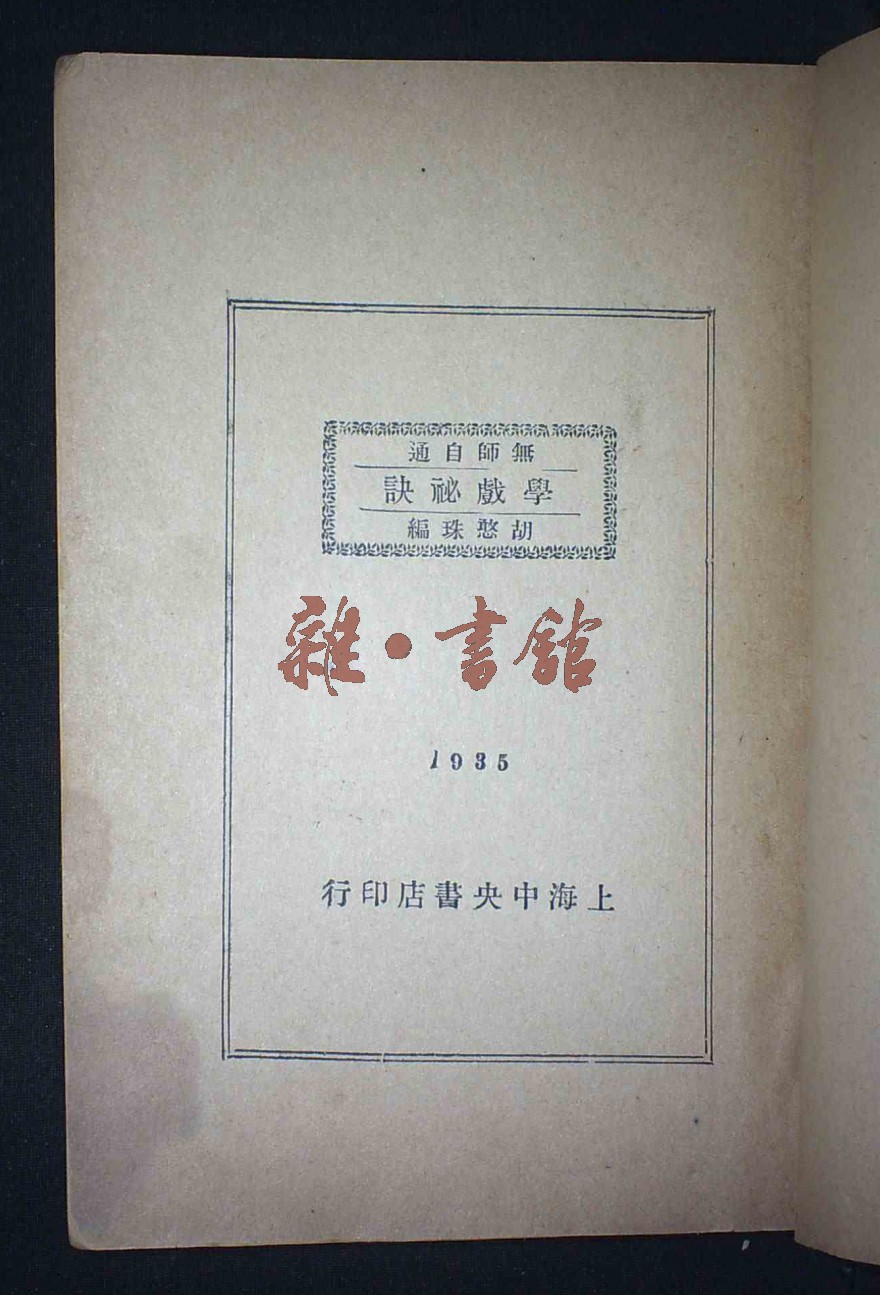 無師自通
學戲祕訣
胡憨珠編
雜·書館
1935
上海中央書店印行